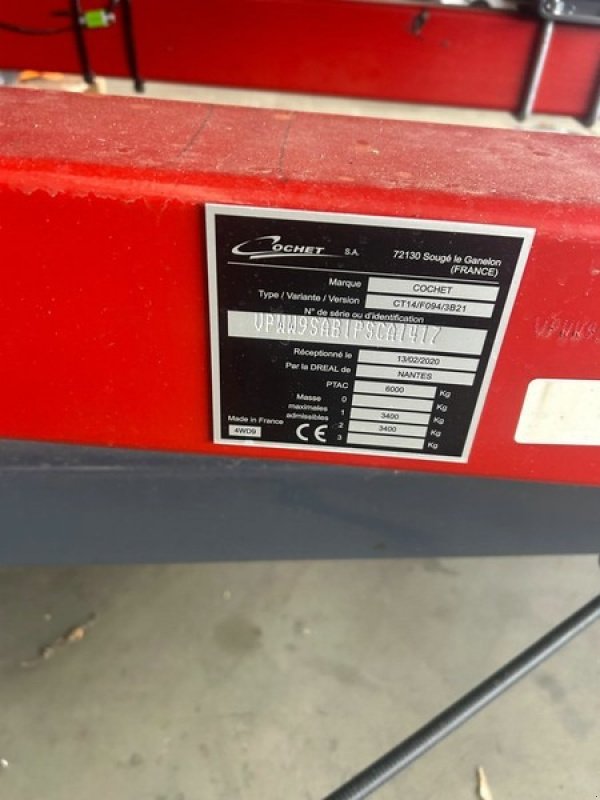 COCHET S.A.
72130 Sougé le Ganelon
(FRANCE)
Marque COCHET
Type / Variante / Version CT14/F094/3B21
N° de série ou d'identification
VPWW9SAB1PSCA1417
Réceptionné le 13/02/2020
Par la DREAL de NANTES
PTAC 6000 Kg
Masse maximales admissibles
0 Kg
1 3400 Kg
2 3400 Kg
3 Kg
Made in France
4WD9
CE
VPWW9